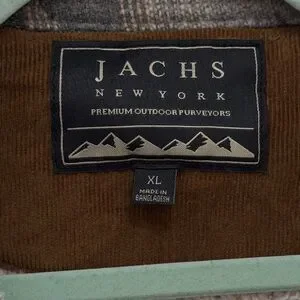 JACHS
NEW YORK
PREMIUM OUTDOOR PURVEYORS
XL
MADE IN
BANGLADESH